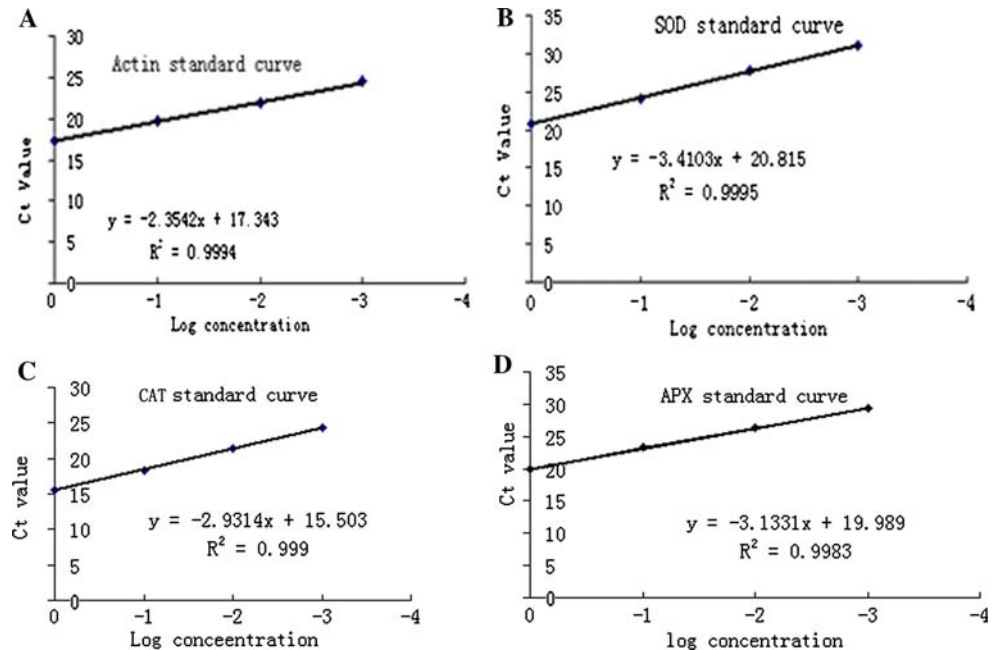 A
Actin standard curve
Ct Value
30
25
20
15
10
5
0
y = -2.3542x + 17.343
R² = 0.9994
0 -1 -2 -3 -4
Log concentration
B
SOD standard curve
Ct Value
35
30
25
20
15
10
5
0
y = -3.4103x + 20.815
R² = 0.9995
0 -1 -2 -3 -4
Log concentration
C
CAT standard curve
Ct value
30
25
20
15
10
5
0
y = -2.9314x + 15.503
R² = 0.999
0 -1 -2 -3 -4
Log conceentration
D
APX standard curve
Ct value
35
30
25
20
15
10
5
0
y = -3.1331x + 19.989
R² = 0.9983
0 -1 -2 -3 -4
log concentration